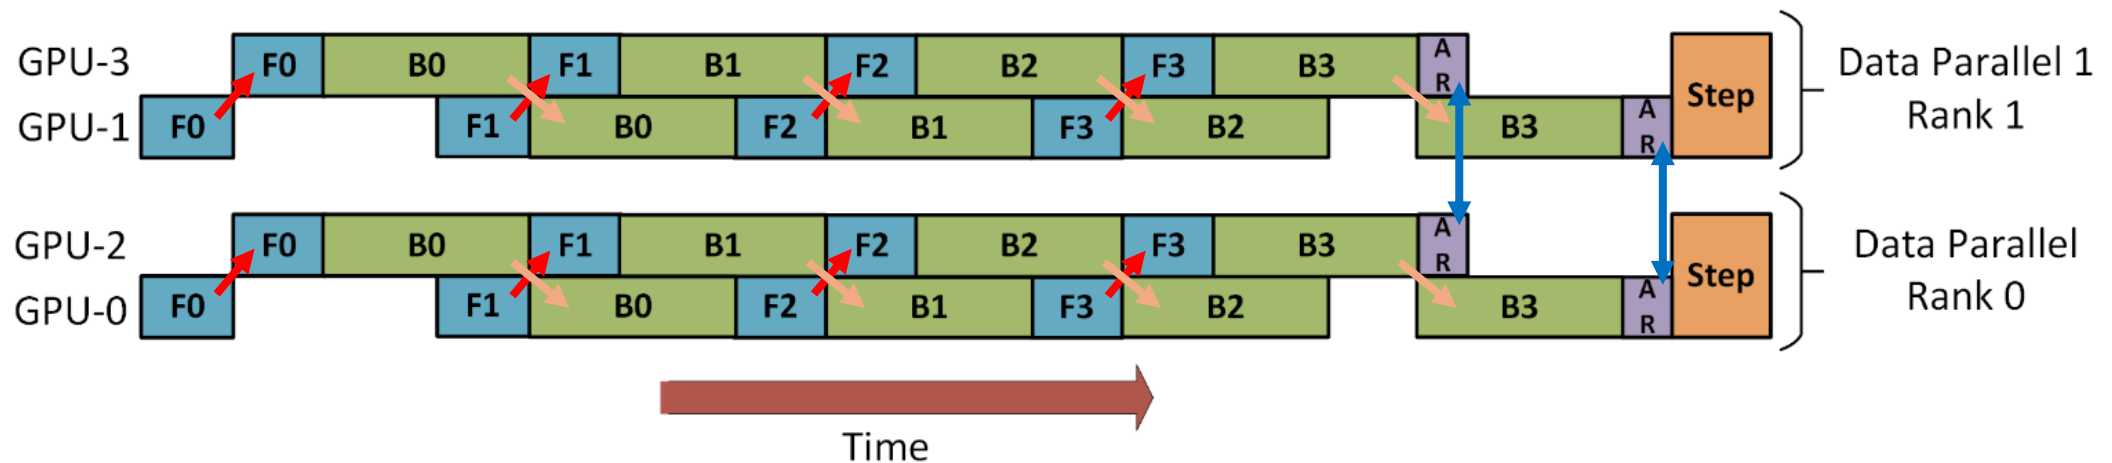 GPU-3 F0 B0 F1 B1 F2 B2 F3 B3 A R
GPU-1 F0 F1 B0 F2 B1 F3 B2 B3 A R Step
Data Parallel 1
Rank 1
GPU-2 F0 B0 F1 B1 F2 B2 F3 B3 A R
GPU-0 F0 F1 B0 F2 B1 F3 B2 B3 A R Step
Data Parallel
Rank 0
Time